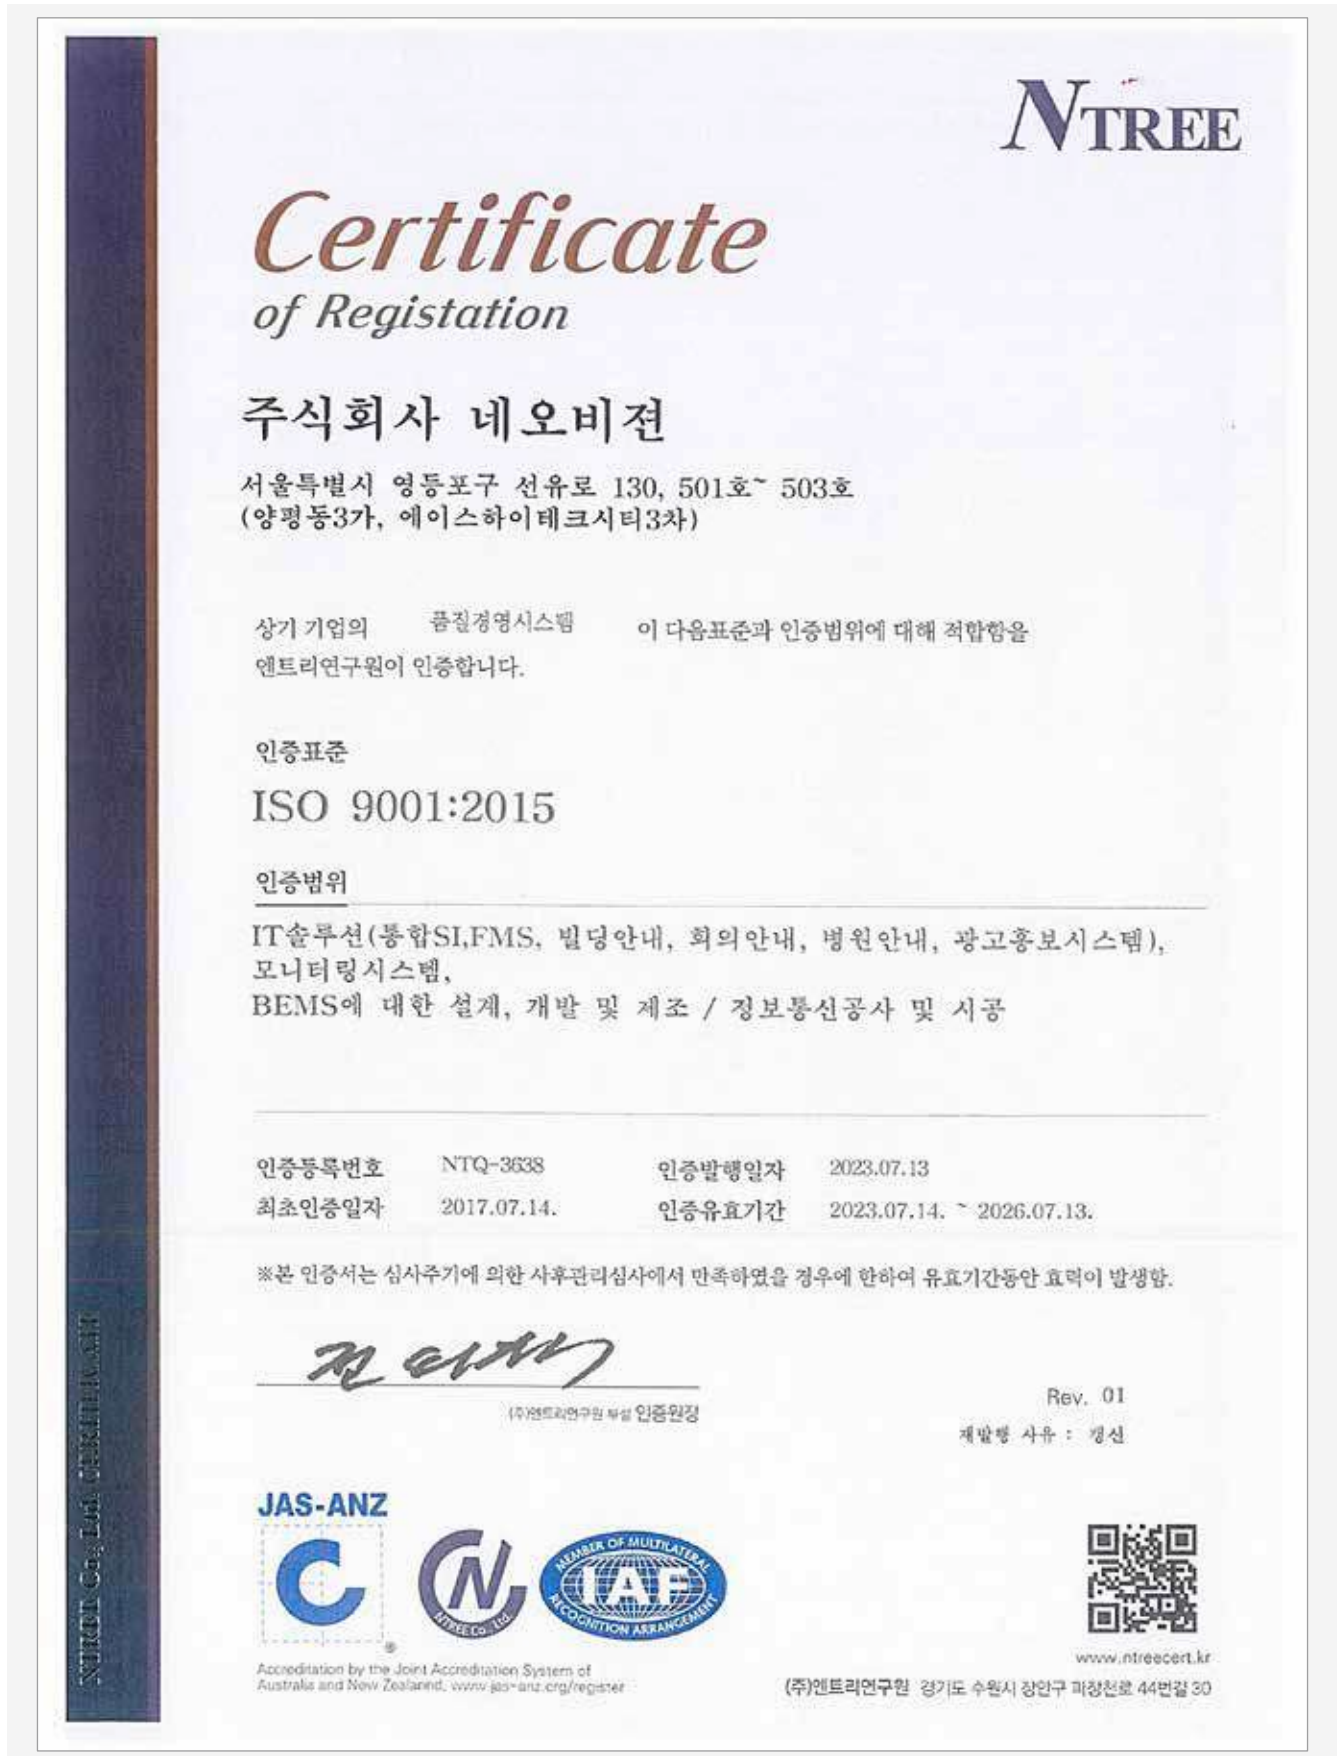 NTREE
Certificate
of Registation
주식회사 네오비젼
서울특별시 영등포구 선유로 130, 501호~ 503호
(양평동3가, 에이스하이테크시티3차)
상기 기업의 품질경영시스템 이 다음표준과 인증범위에 대해 적합함을
엔트리연구원이 인증합니다.
인증표준
ISO 9001:2015
인증범위
IT솔루션(통합SI,FMS, 빌딩안내, 회의안내, 병원안내, 광고홍보시스템),
모니터링시스템,
BEMS에 대한 설계, 개발 및 제조 / 정보통신공사 및 시공
인증등록번호 NTQ-3638 인증발행일자 2023.07.13
최초인증일자 2017.07.14. 인증유효기간 2023.07.14. ~ 2026.07.13.
※본 인증서는 심사주기에 의한 사후관리심사에서 만족하였을 경우에 한하여 유효기간동안 효력이 발생함.
(주)엔트리연구원 부설 인증원장
Rev. 01
재발행 사유 : 갱신
JAS-ANZ
NTREE Co., Ltd.
MEMBER OF MULTILATERAL
IAF
RECOGNITION ARRANGEMENT
Accreditation by the Joint Accreditation System of
Australia and New Zealannd, www.jas-anz.org/register
www.ntreecert.kr
(주)엔트리연구원 경기도 수원시 장안구 파장천로 44번길 30
NTREE Co., Ltd. CERTIFICATE